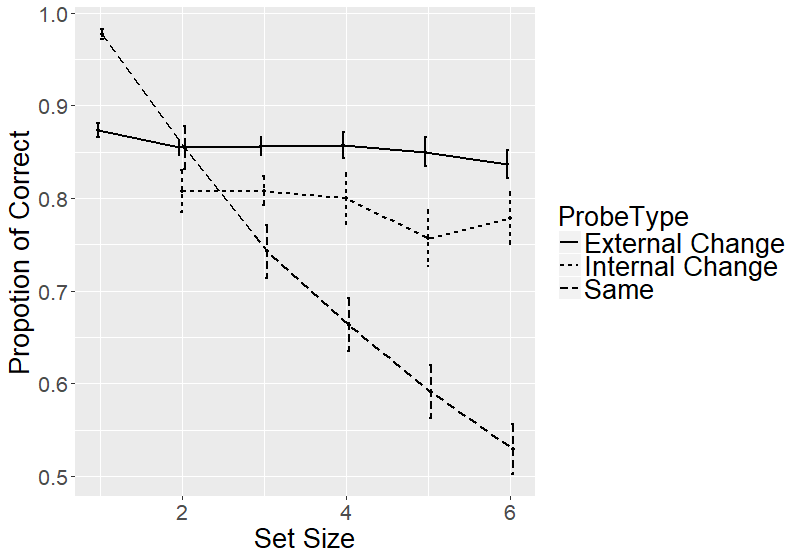 1.0
0.9
0.8
0.7
0.6
0.5
Propotion of Correct
2
4
6
Set Size
ProbeType
External Change
Internal Change
Same